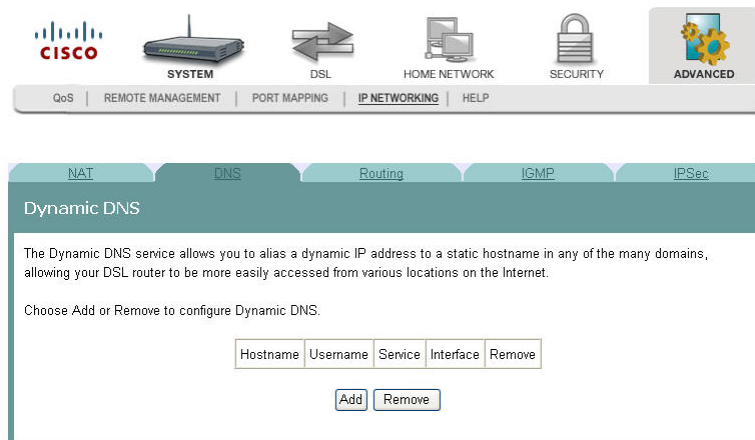 CISCO
SYSTEM DSL HOME NETWORK SECURITY ADVANCED
QoS | REMOTE MANAGEMENT | PORT MAPPING | IP NETWORKING | HELP
NAT DNS Routing IGMP IPSec
Dynamic DNS
The Dynamic DNS service allows you to alias a dynamic IP address to a static hostname in any of the many domains,
allowing your DSL router to be more easily accessed from various locations on the Internet.
Choose Add or Remove to configure Dynamic DNS.
Hostname Username Service Interface Remove
Add Remove